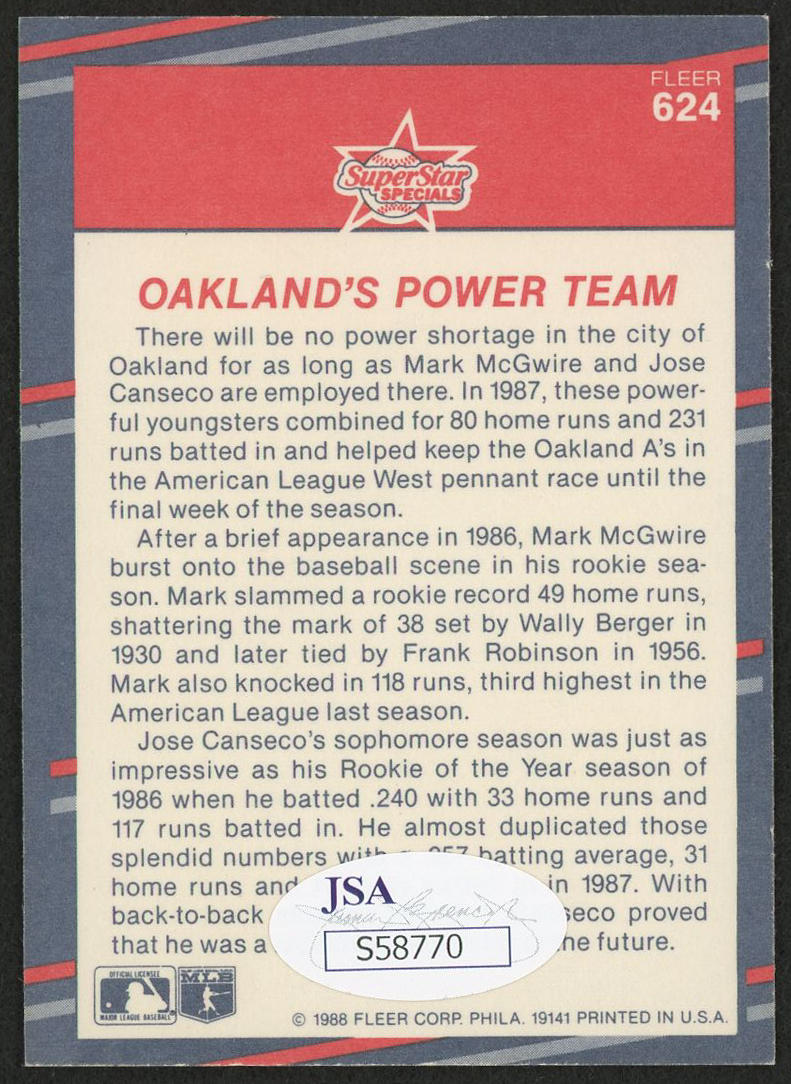 FLEER
624
SuperStar
SPECIALS
OAKLAND'S POWER TEAM
There will be no power shortage in the city of
Oakland for as long as Mark McGwire and Jose
Canseco are employed there. In 1987, these power-
ful youngsters combined for 80 home runs and 231
runs batted in and helped keep the Oakland A's in
the American League West pennant race until the
final week of the season.
After a brief appearance in 1986, Mark McGwire
burst onto the baseball scene in his rookie sea-
son. Mark slammed a rookie record 49 home runs,
shattering the mark of 38 set by Wally Berger in
1930 and later tied by Frank Robinson in 1956.
Mark also knocked in 118 runs, third highest in the
American League last season.
Jose Canseco's sophomore season was just as
impressive as his Rookie of the Year season of
1986 when he batted .240 with 33 home runs and
117 runs batted in. He almost duplicated those
splendid numbers with batting average, 31
home runs and in 1987. With
back-to-back proved
that he was a future.
JSA
S58770
OFFICIAL LICENSEE
MAJOR LEAGUE BASEBALL
MLB
© 1988 FLEER CORP. PHILA. 19141 PRINTED IN U.S.A.